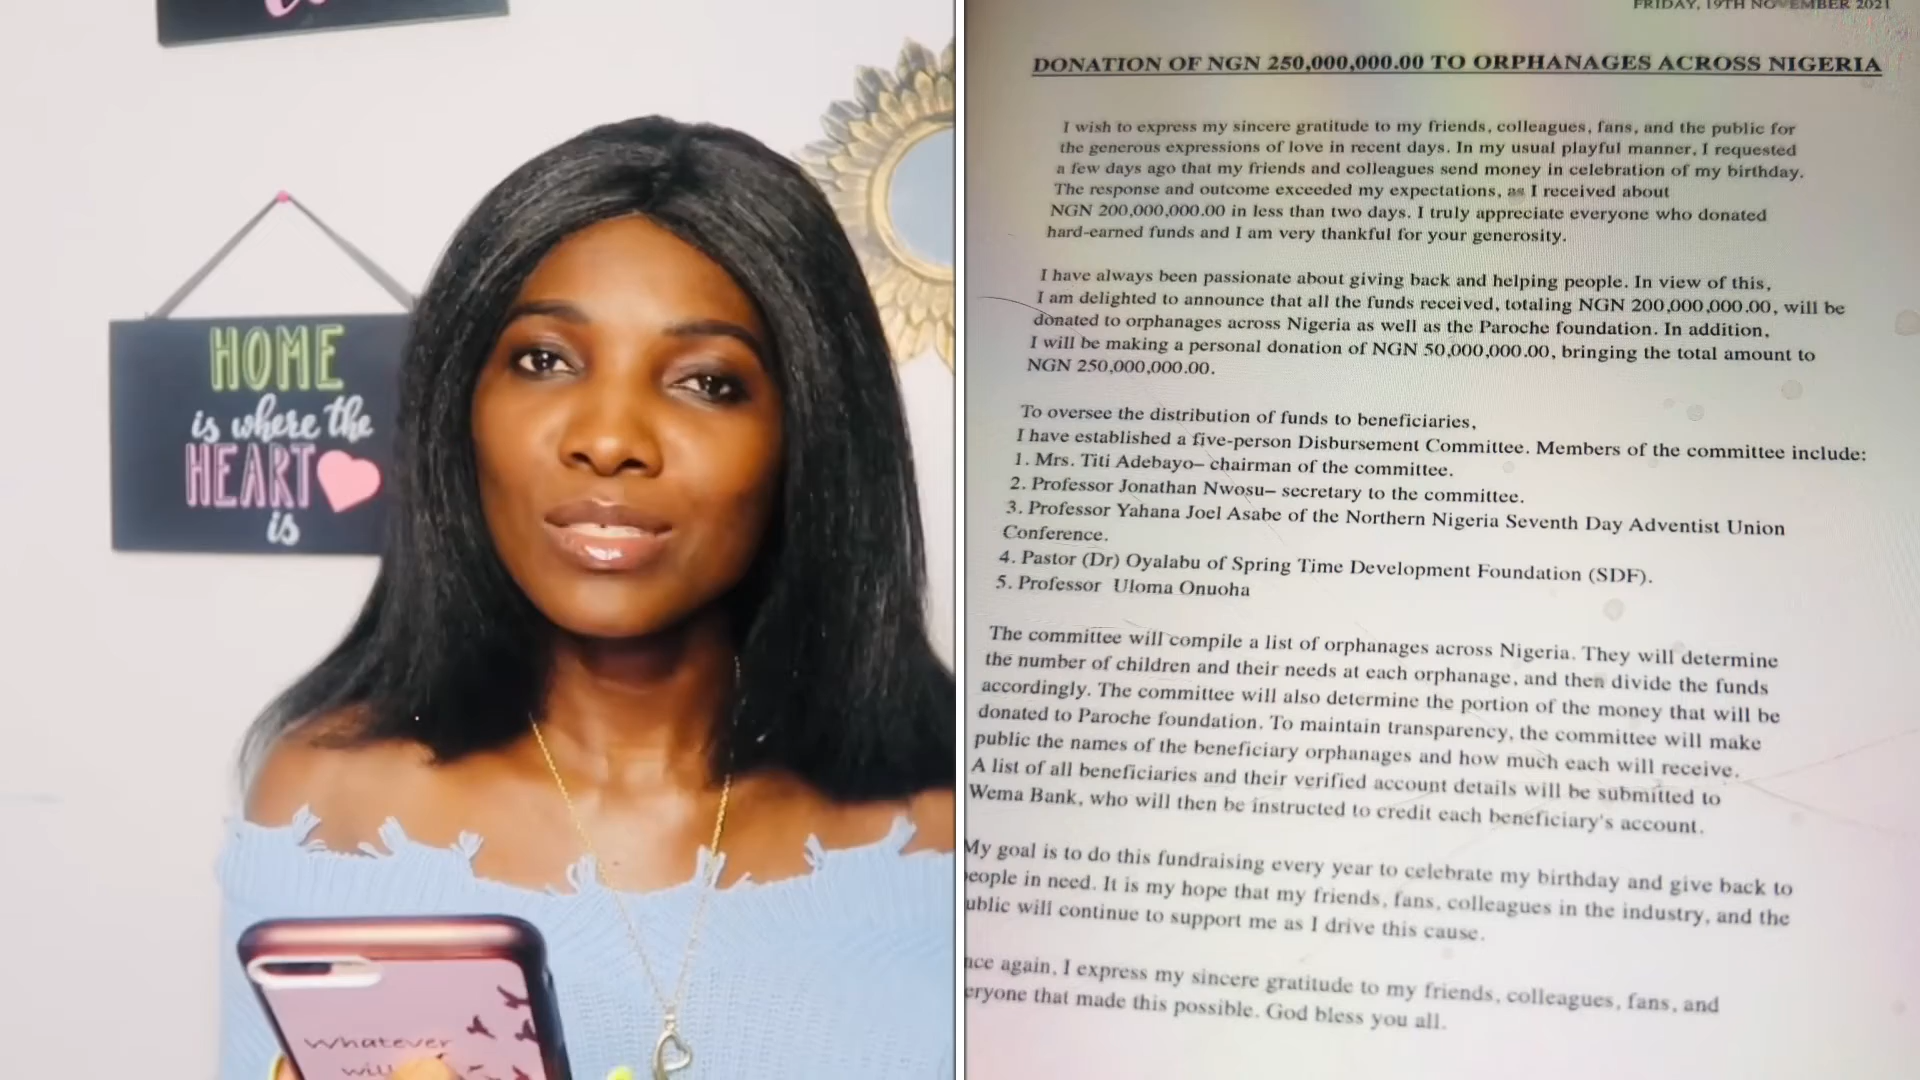 HOME
is where the
HEART
is
Whatever
will
FRIDAY, 19TH NOVEMBER 2021
DONATION OF NGN 250,000,000.00 TO ORPHANAGES ACROSS NIGERIA
I wish to express my sincere gratitude to my friends, colleagues, fans, and the public for
the generous expressions of love in recent days. In my usual playful manner, I requested
a few days ago that my friends and colleagues send money in celebration of my birthday.
The response and outcome exceeded my expectations, as I received about
NGN 200,000,000.00 in less than two days. I truly appreciate everyone who donated
hard-earned funds and I am very thankful for your generosity.
I have always been passionate about giving back and helping people. In view of this,
I am delighted to announce that all the funds received, totaling NGN 200,000,000.00, will be
donated to orphanages across Nigeria as well as the Paroche foundation. In addition,
I will be making a personal donation of NGN 50,000,000.00, bringing the total amount to
NGN 250,000,000.00.
To oversee the distribution of funds to beneficiaries,
I have established a five-person Disbursement Committee. Members of the committee include:
1. Mrs. Titi Adebayo– chairman of the committee.
2. Professor Jonathan Nwosu– secretary to the committee.
3. Professor Yahana Joel Asabe of the Northern Nigeria Seventh Day Adventist Union
Conference.
4. Pastor (Dr) Oyalabu of Spring Time Development Foundation (SDF).
5. Professor Uloma Onuoha
The committee will compile a list of orphanages across Nigeria. They will determine
the number of children and their needs at each orphanage, and then divide the funds
accordingly. The committee will also determine the portion of the money that will be
donated to Paroche foundation. To maintain transparency, the committee will make
public the names of the beneficiary orphanages and how much each will receive.
A list of all beneficiaries and their verified account details will be submitted to
Wema Bank, who will then be instructed to credit each beneficiary's account.
My goal is to do this fundraising every year to celebrate my birthday and give back to
eople in need. It is my hope that my friends, fans, colleagues in the industry, and the
ublic will continue to support me as I drive this cause.
nce again, I express my sincere gratitude to my friends, colleagues, fans, and
eryone that made this possible. God bless you all.